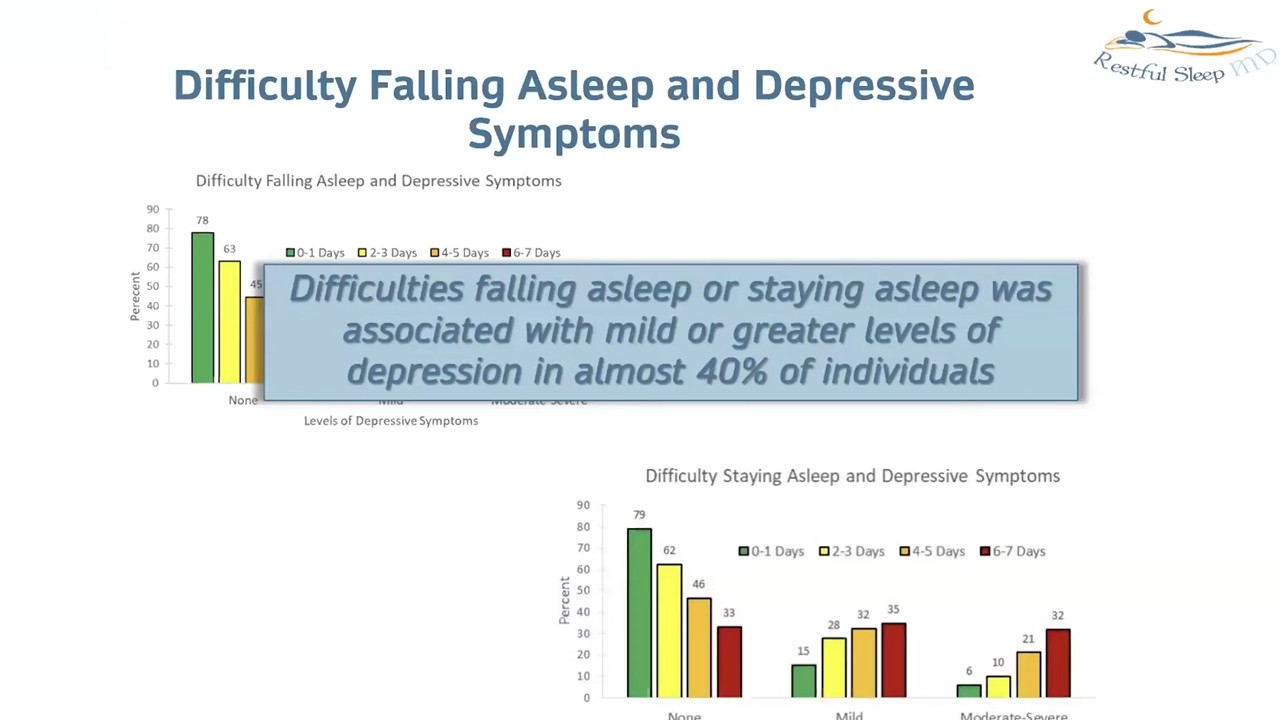 Restful Sleep MD
Difficulty Falling Asleep and Depressive
Symptoms
Difficulty Falling Asleep and Depressive Symptoms
90
80
70
60
50
40
30
20
10
0
Perecent
78
63
45
0-1 Days 2-3 Days 4-5 Days 6-7 Days
Difficulties falling asleep or staying asleep was
associated with mild or greater levels of
depression in almost 40% of individuals
None Mild Moderate-Severe
Levels of Depressive Symptoms
Difficulty Staying Asleep and Depressive Symptoms
90
80
70
60
50
40
30
20
10
0
Percent
0-1 Days 2-3 Days 4-5 Days 6-7 Days
79
62
46
33
15
28
32
35
6
10
21
32
None Mild Moderate-Severe